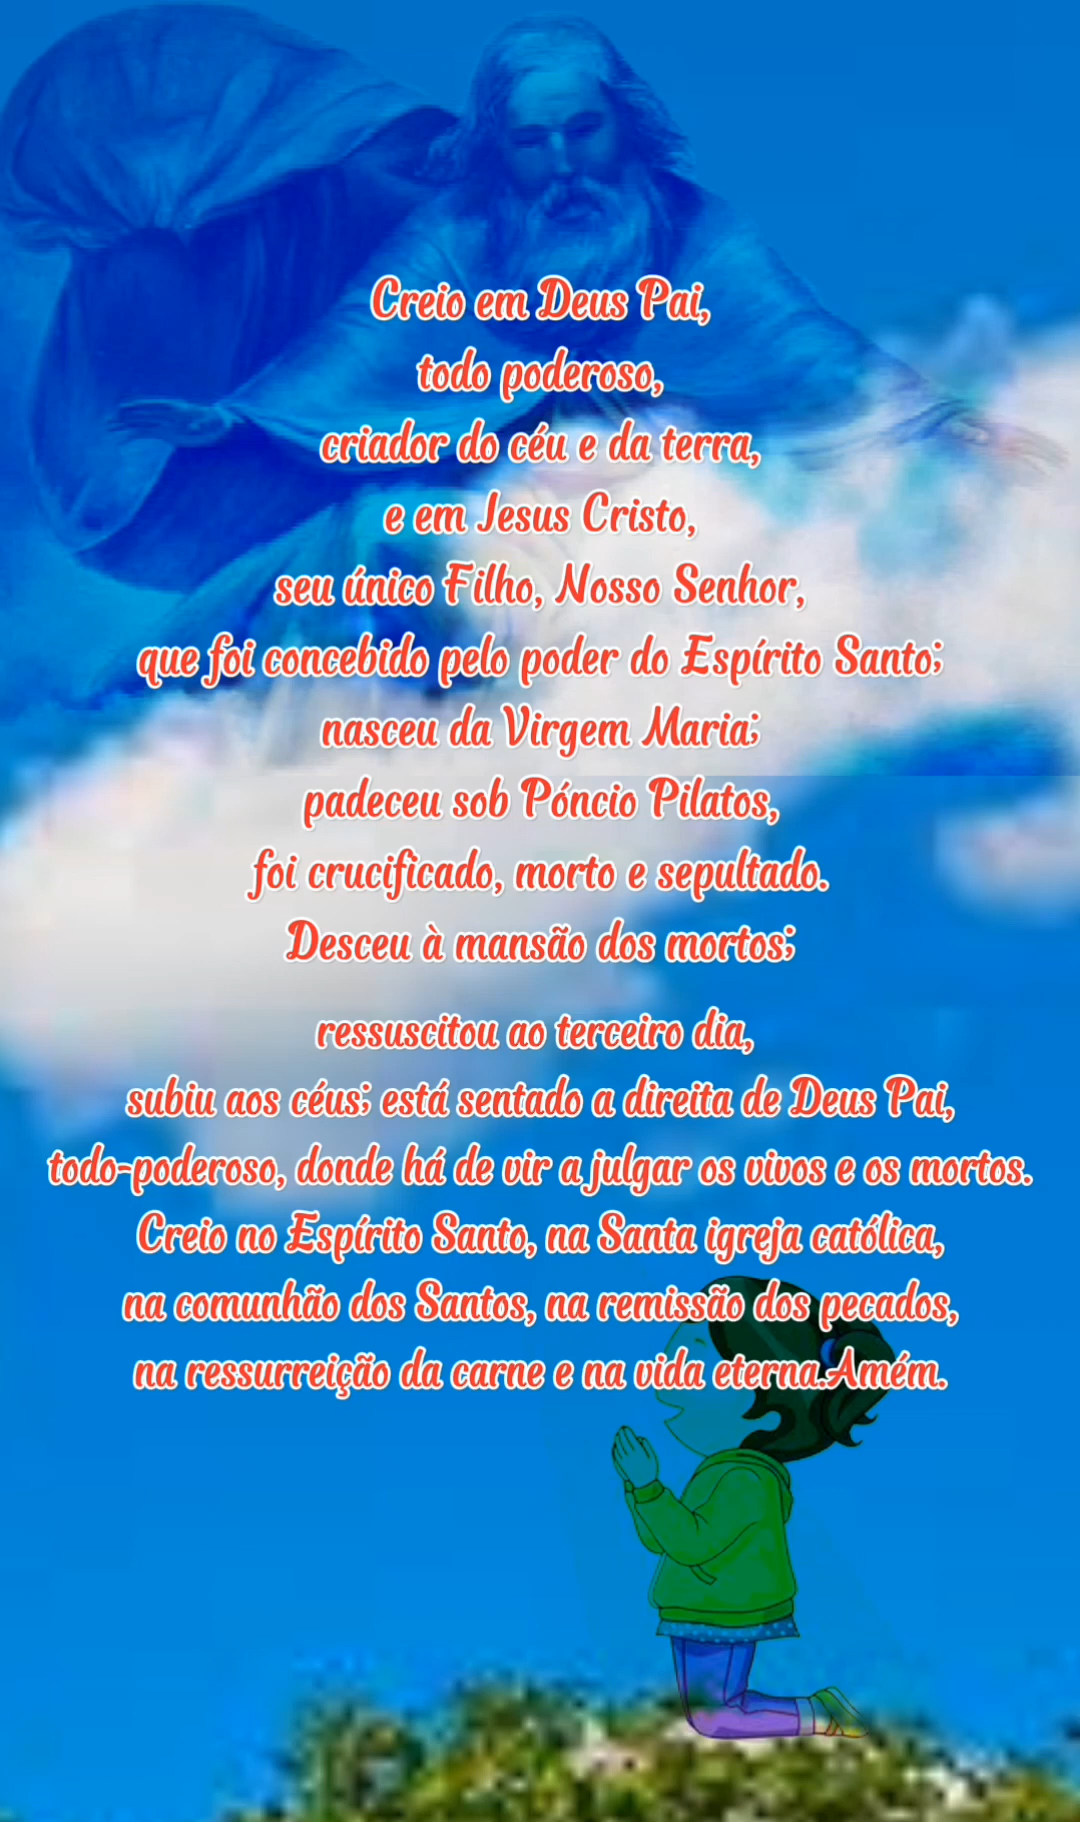 Creio em Deus Pai,
todo poderoso,
criador do céu e da terra,
e em Jesus Cristo,
seu único Filho, Nosso Senhor,
que foi concebido pelo poder do Espírito Santo;
nasceu da Virgem Maria;
padeceu sob Póncio Pilatos,
foi crucificado, morto e sepultado.
Desceu à mansão dos mortos;
ressuscitou ao terceiro dia,
subiu aos céus; está sentado a direita de Deus Pai,
todo-poderoso, donde há de vir a julgar os vivos e os mortos.
Creio no Espírito Santo, na Santa igreja católica,
na comunhão dos Santos, na remissão dos pecados,
na ressurreição da carne e na vida eterna.Amém.